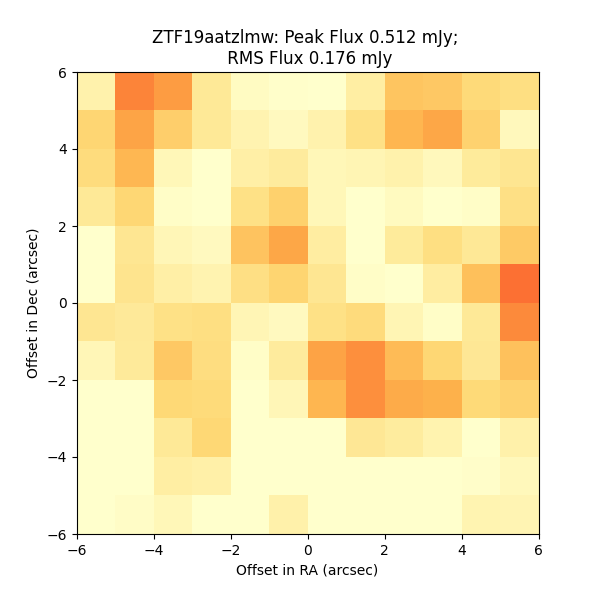 ZTF19aatzlmw: Peak Flux 0.512 mJy;
RMS Flux 0.176 mJy
6
4
2
0
−2
−4
−6
Offset in Dec (arcsec)
−6 −4 −2 0 2 4 6
Offset in RA (arcsec)